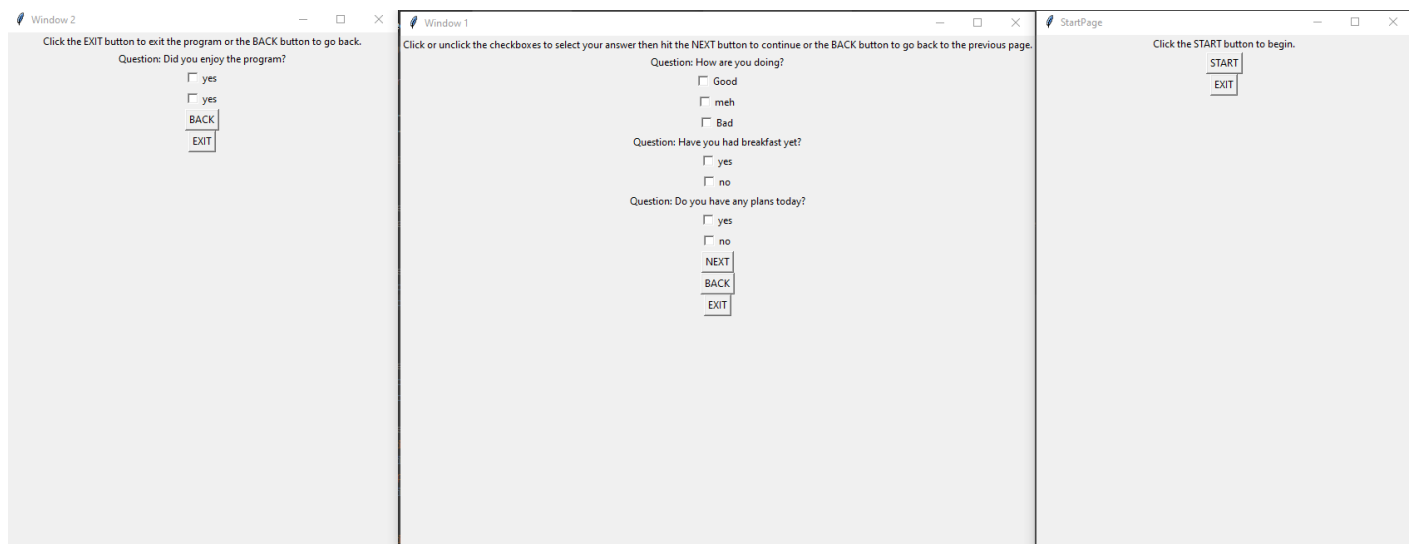 Window 2
Click the EXIT button to exit the program or the BACK button to go back.
Question: Did you enjoy the program?
yes
yes
BACK
EXIT
Window 1
Click or unclick the checkboxes to select your answer then hit the NEXT button to continue or the BACK button to go back to the previous page.
Question: How are you doing?
Good
meh
Bad
Question: Have you had breakfast yet?
yes
no
Question: Do you have any plans today?
yes
no
NEXT
BACK
EXIT
StartPage
Click the START button to begin.
START
EXIT